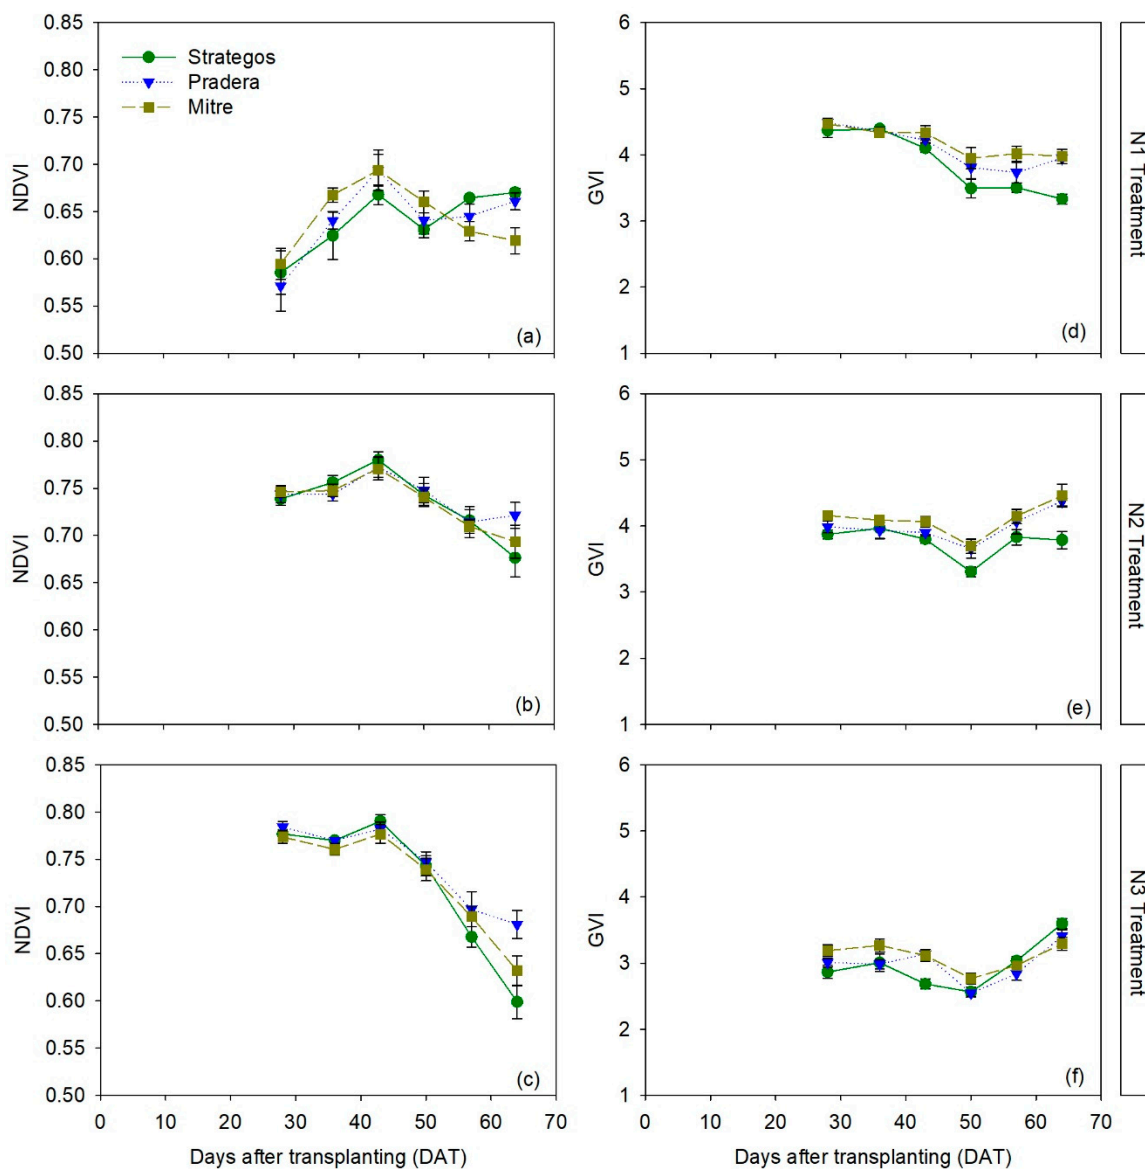 0.85
0.80
0.75
0.70
0.65
0.60
0.55
0.50
NDVI
Strategos
Pradera
Mitre
(a)
6
5
4
3
2
1
GVI
(d)
N1 Treatment
0.85
0.80
0.75
0.70
0.65
0.60
0.55
0.50
NDVI
(b)
6
5
4
3
2
1
GVI
(e)
N2 Treatment
0.85
0.80
0.75
0.70
0.65
0.60
0.55
0.50
NDVI
(c)
0 10 20 30 40 50 60 70
Days after transplanting (DAT)
6
5
4
3
2
1
GVI
(f)
0 10 20 30 40 50 60 70
Days after transplanting (DAT)
N3 Treatment